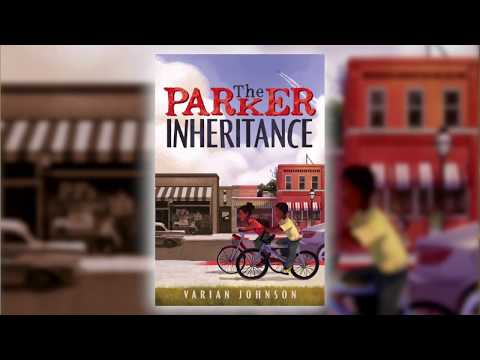 The
PARKER
INHERITANCE
VARIAN JOHNSON